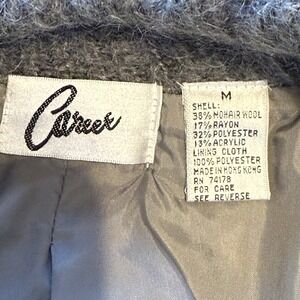 Career
M
SHELL:
38% MOHAIR WOOL
17% RAYON
32% POLYESTER
13% ACRYLIC
LINING CLOTH
100% POLYESTER
MADE IN HONG KONG
RN 74178
FOR CARE
SEE REVERSE